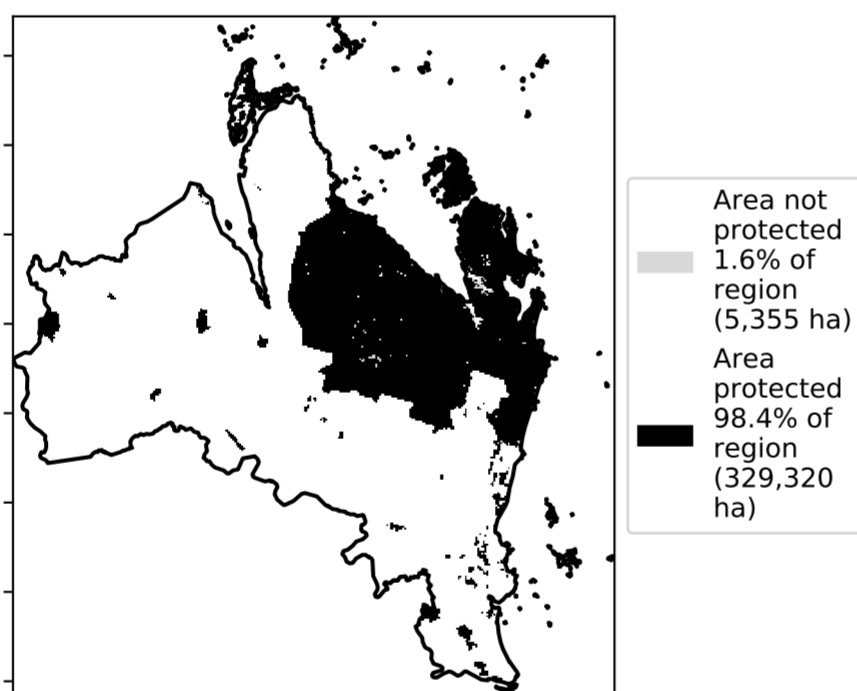 Area not
protected
1.6% of
region
(5,355 ha)
Area
protected
98.4% of
region
(329,320
ha)